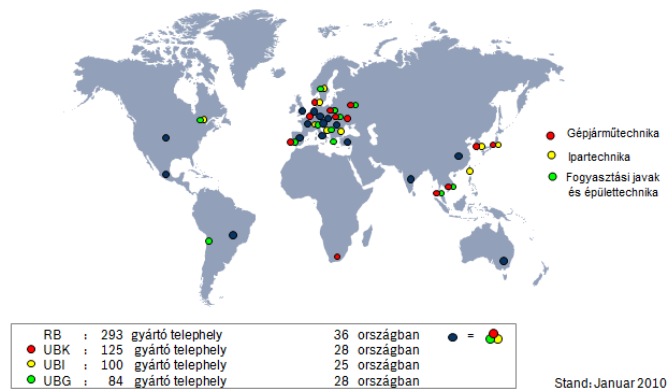 Gépjárműtechnika
Ipartechnika
Fogyasztási javak
és épülettechnika
RB : 293 gyártó telephely 36 országban =
UBK : 125 gyártó telephely 28 országban
UBI : 100 gyártó telephely 25 országban
UBG : 84 gyártó telephely 28 országban
Stand: Januar 2010